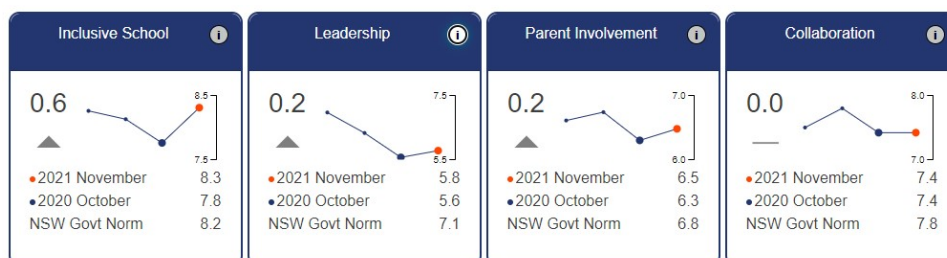 Inclusive School i
0.6
8.5
7.5
2021 November 8.3
2020 October 7.8
NSW Govt Norm 8.2
Leadership i
0.2
7.5
5.5
2021 November 5.8
2020 October 5.6
NSW Govt Norm 7.1
Parent Involvement i
0.2
7.0
6.0
2021 November 6.5
2020 October 6.3
NSW Govt Norm 6.8
Collaboration i
0.0
8.0
7.0
2021 November 7.4
2020 October 7.4
NSW Govt Norm 7.8